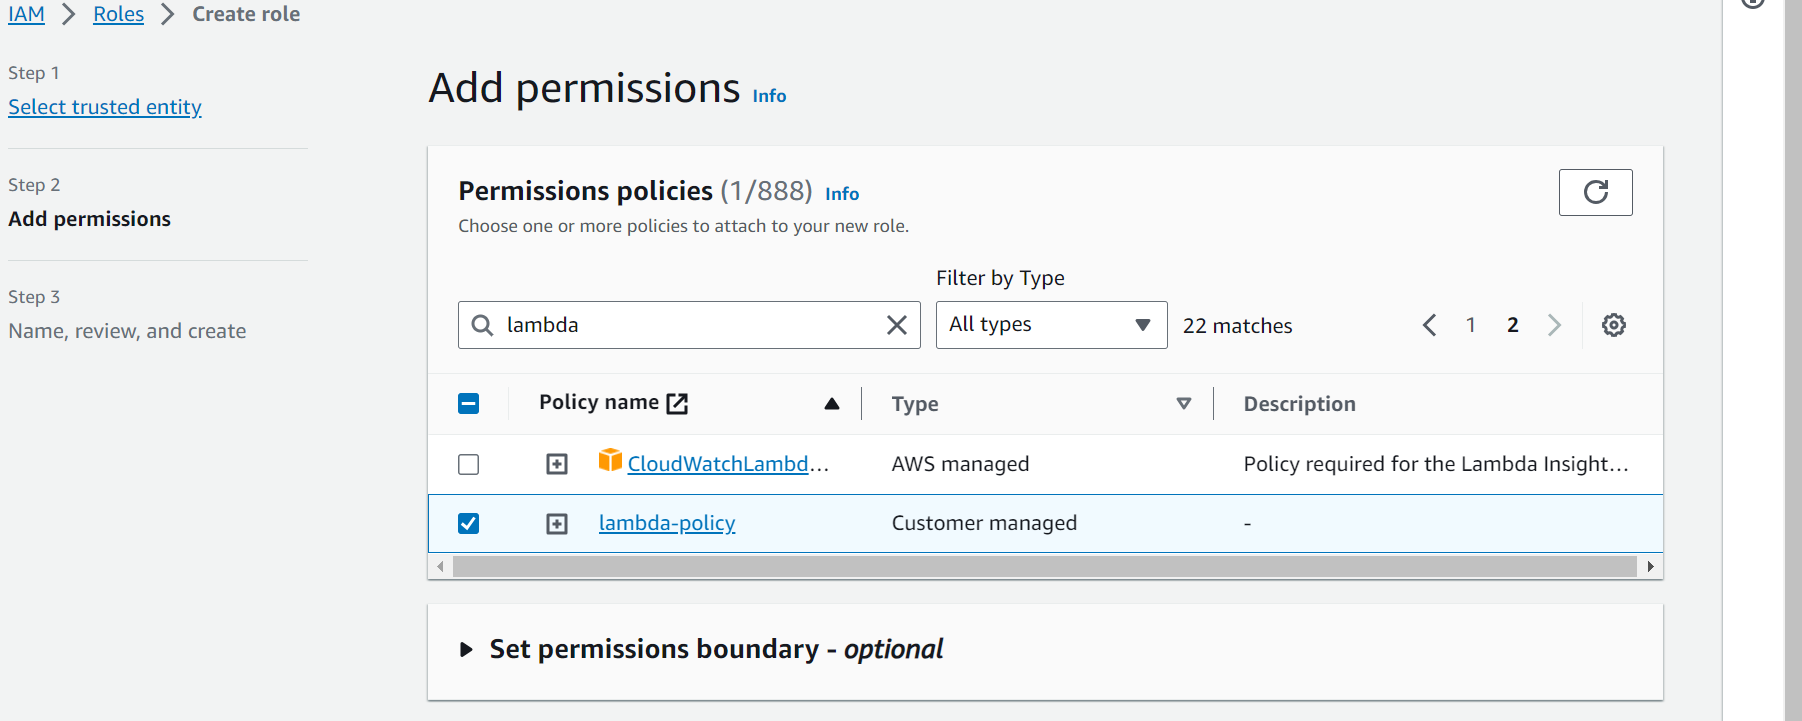 IAM > Roles > Create role
Step 1
Select trusted entity
Step 2
Add permissions
Step 3
Name, review, and create
Add permissions Info
Permissions policies (1/888) Info
Choose one or more policies to attach to your new role.
Filter by Type
lambda
All types
22 matches
1 2
Policy name Type Description
CloudWatchLambd... AWS managed Policy required for the Lambda Insight...
lambda-policy Customer managed -
Set permissions boundary - optional